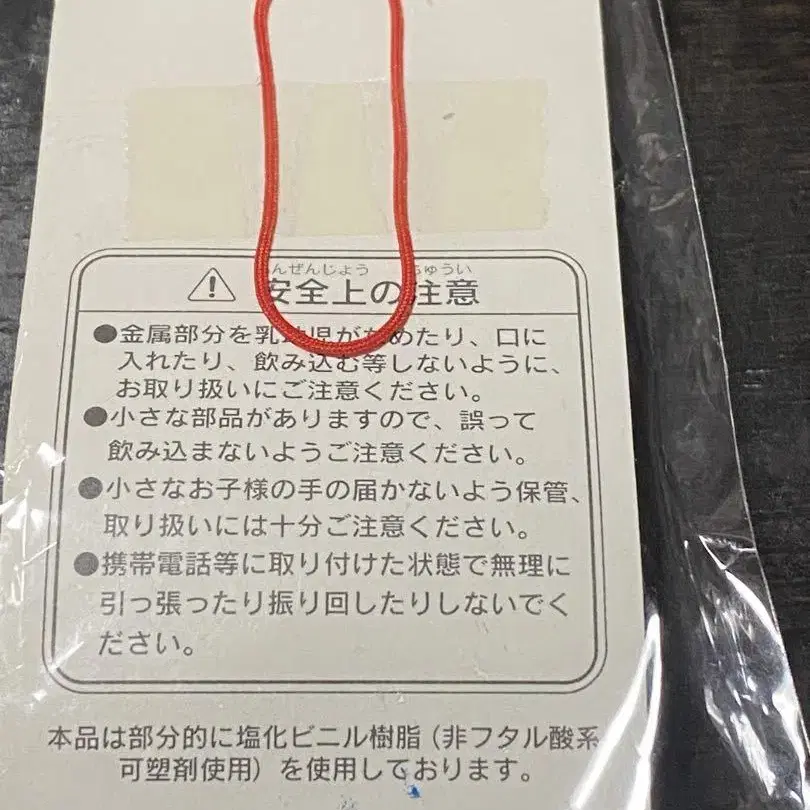 んぜんじょう ちゅうい
安全上の注意
●金属部分を乳幼児がなめたり、口に
入れたり、飲み込む等しないように、
お取り扱いにご注意ください。
●小さな部品がありますので、誤って
飲み込まないようご注意ください。
●小さなお子様の手の届かないよう保管、
取り扱いには十分ご注意ください。
●携帯電話等に取り付けた状態で無理に
引っ張ったり振り回したりしないでく
ださい。
本品は部分的に塩化ビニル樹脂（非フタル酸系
可塑剤使用）を使用しております。